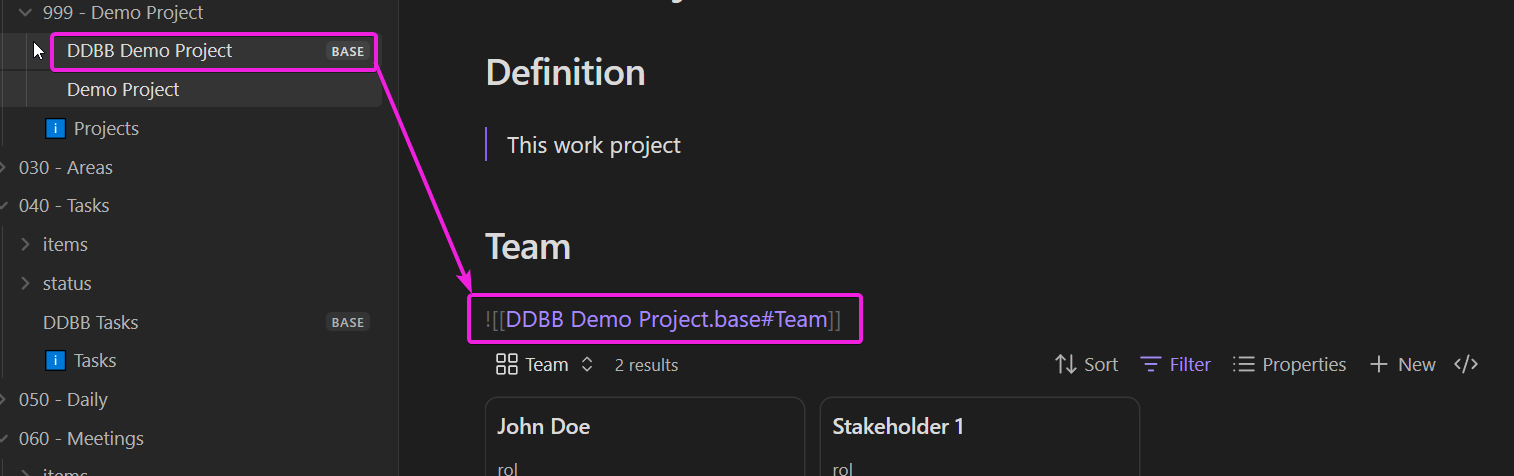 999 - Demo Project
DDBB Demo Project BASE
Demo Project
Projects
030 - Areas
040 - Tasks
items
status
DDBB Tasks BASE
Tasks
050 - Daily
060 - Meetings
items
Definition
This work project
Team
![[DDBB Demo Project.base#Team]]
Team 2 results Sort Filter Properties + New </>
John Doe
rol
Stakeholder 1
rol